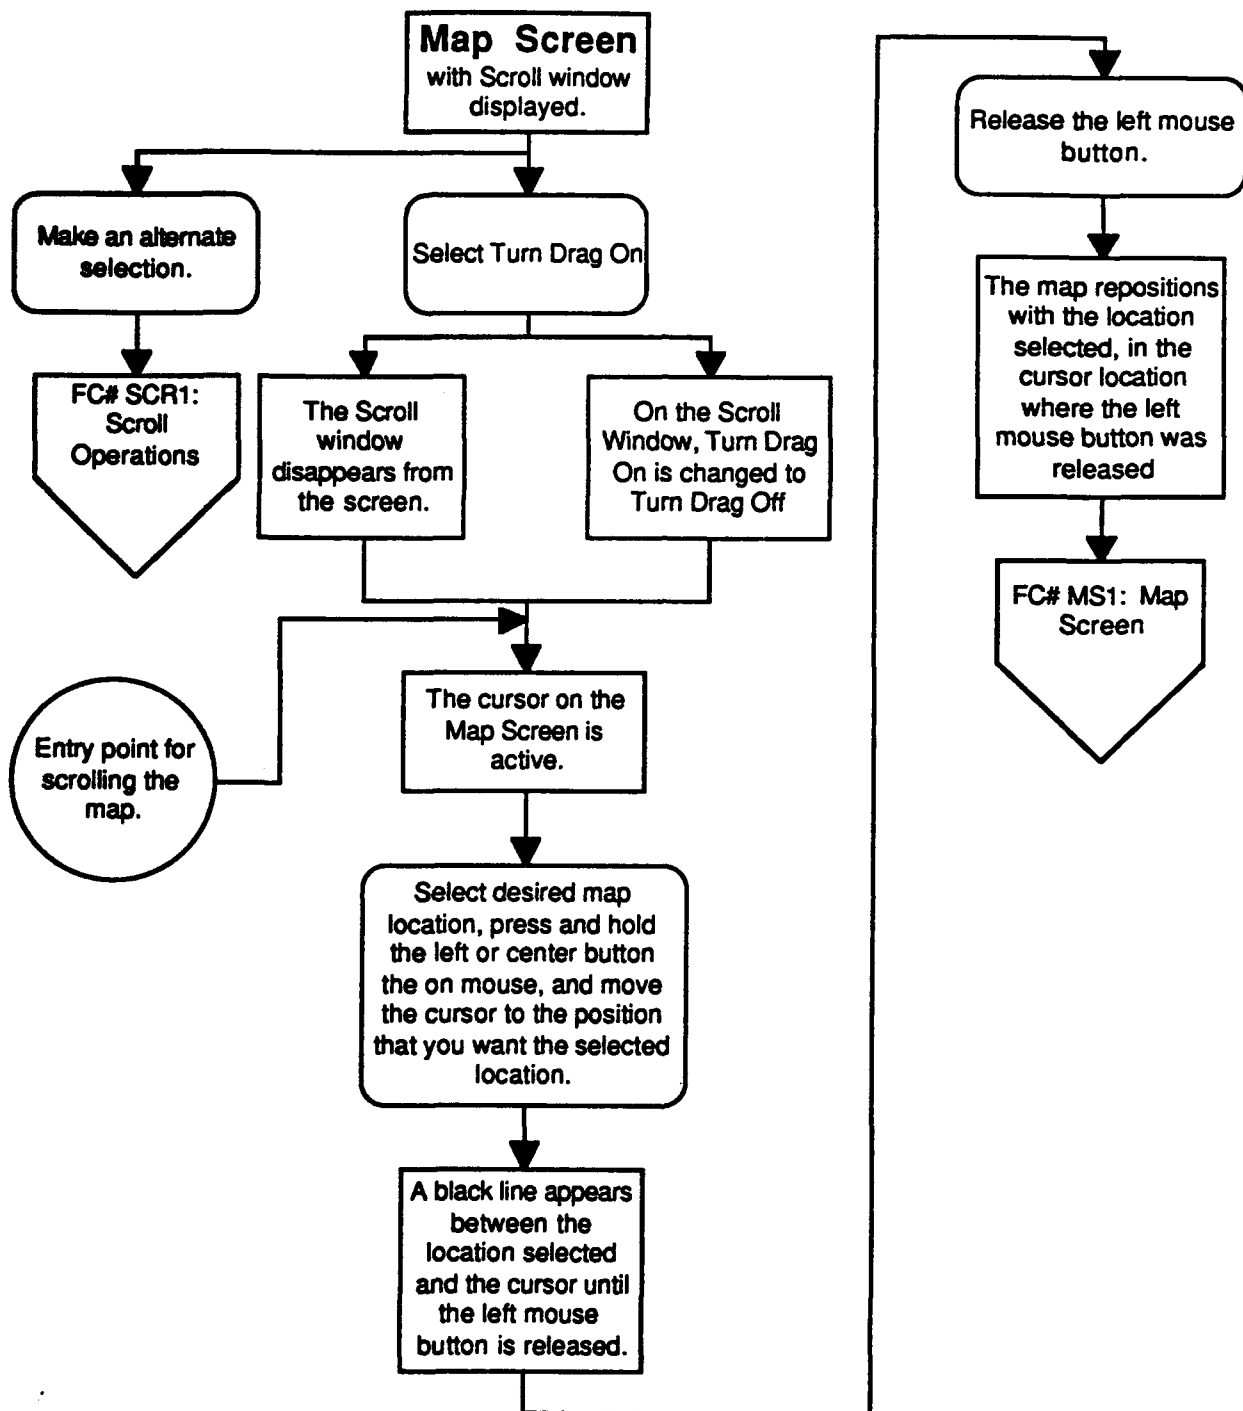 Map Screen
with Scroll window
displayed.
Make an alternate
selection.
Select Turn Drag On
FC# SCR1:
Scroll
Operations
The Scroll
window
disappears from
the screen.
On the Scroll
Window, Turn Drag
On is changed to
Turn Drag Off
Entry point for
scrolling the
map.
The cursor on the
Map Screen is
active.
Select desired map
location, press and hold
the left or center button
the on mouse, and move
the cursor to the position
that you want the selected
location.
A black line appears
between the
location selected
and the cursor until
the left mouse
button is released.
Release the left mouse
button.
The map repositions
with the location
selected, in the
cursor location
where the left
mouse button was
released
FC# MS1: Map
Screen